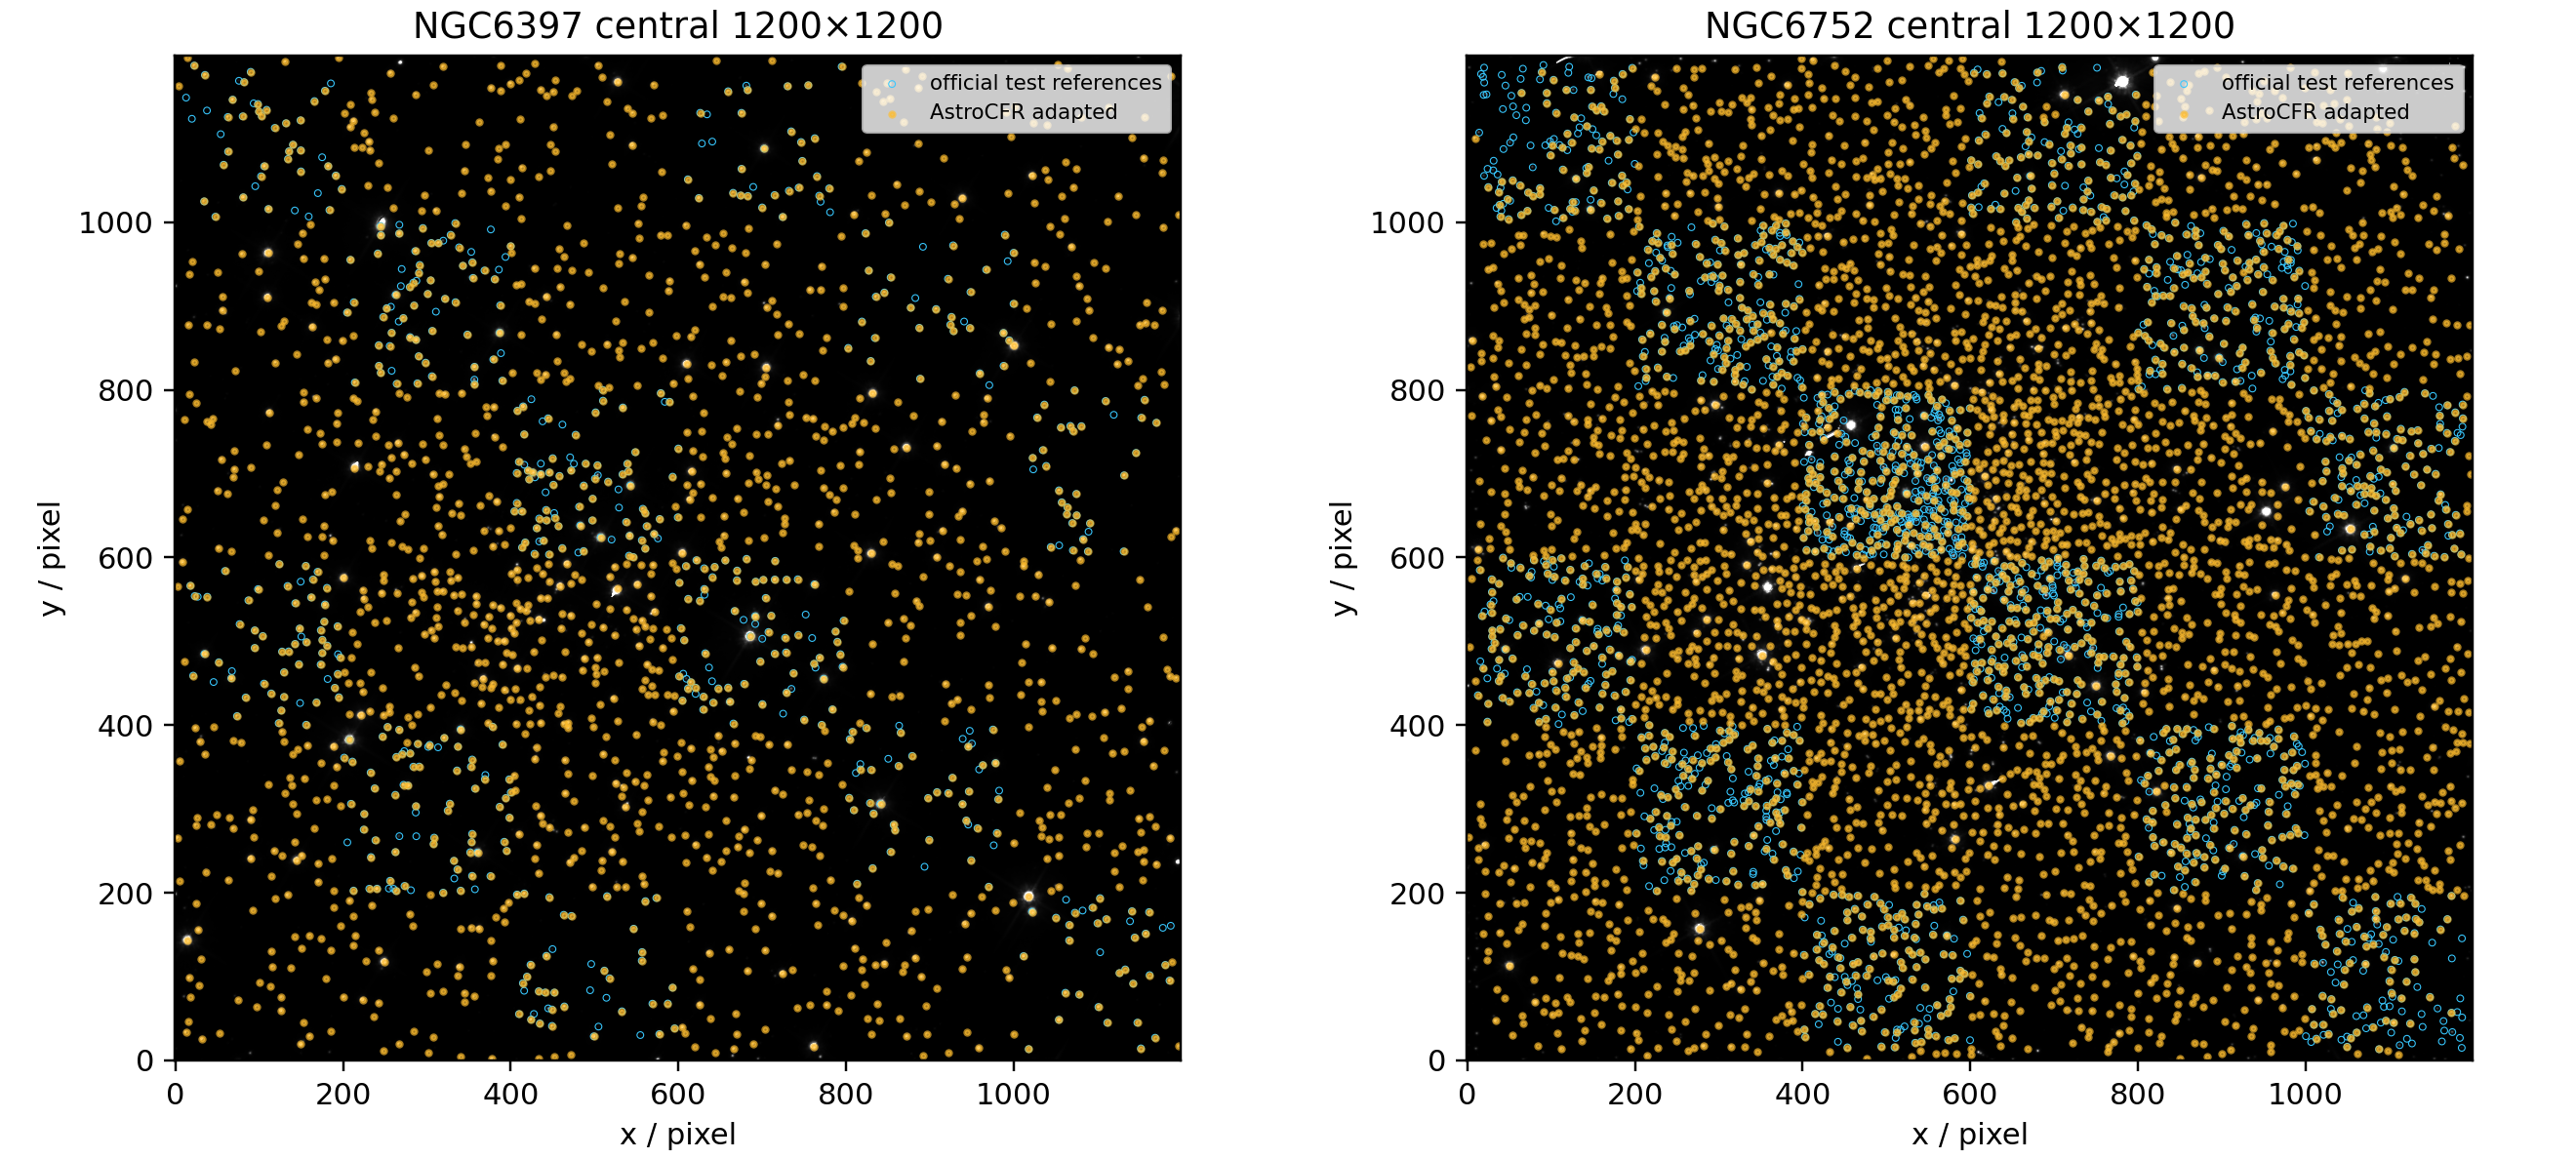 NGC6397 central 1200×1200
official test references
AstroCFR adapted
1000
800
600
400
200
0
y / pixel
0 200 400 600 800 1000
x / pixel
NGC6752 central 1200×1200
official test references
AstroCFR adapted
1000
800
600
400
200
0
y / pixel
0 200 400 600 800 1000
x / pixel